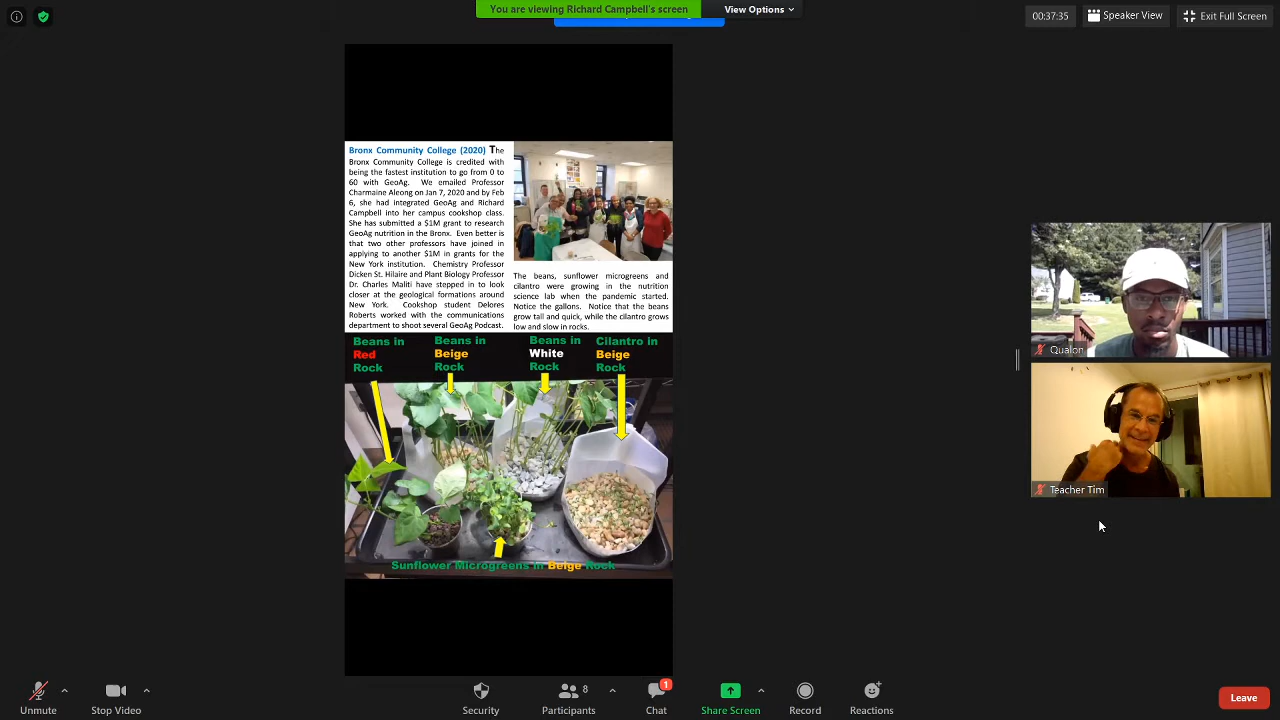 You are viewing Richard Campbell's screen
View Options
00:37:35
Speaker View
Exit Full Screen
Bronx Community College (2020) The
Bronx Community College is credited with
being the fastest institution to go from 0 to
60 with GeoAg. We emailed Professor
Charmaine Aleong on Jan 7, 2020 and by Feb
6, she had integrated GeoAg and Richard
Campbell into her campus cookshop class.
She has submitted a $1M grant to research
GeoAg nutrition in the Bronx. Even better is
that two other professors have joined in
applying to another $1M in grants for the
New York institution. Chemistry Professor
Dicken St. Hilaire and Plant Biology Professor
Dr. Charles Maliti have stepped in to look
closer at the geological formations around
New York. Cookshop student Delores
Roberts worked with the communications
department to shoot several GeoAg Podcast.
The beans, sunflower microgreens and
cilantro were growing in the nutrition
science lab when the pandemic started.
Notice the gallons. Notice that the beans
grow tall and quick, while the cilantro grows
low and slow in rocks.
Beans in
Red
Rock
Beans in
Beige
Rock
Beans in
White
Rock
Cilantro in
Beige
Rock
Sunflower Microgreens in Beige Rock
Qualon
Teacher Tim
Unmute
Stop Video
Security
8
Participants
1
Chat
Share Screen
Record
Reactions
Leave